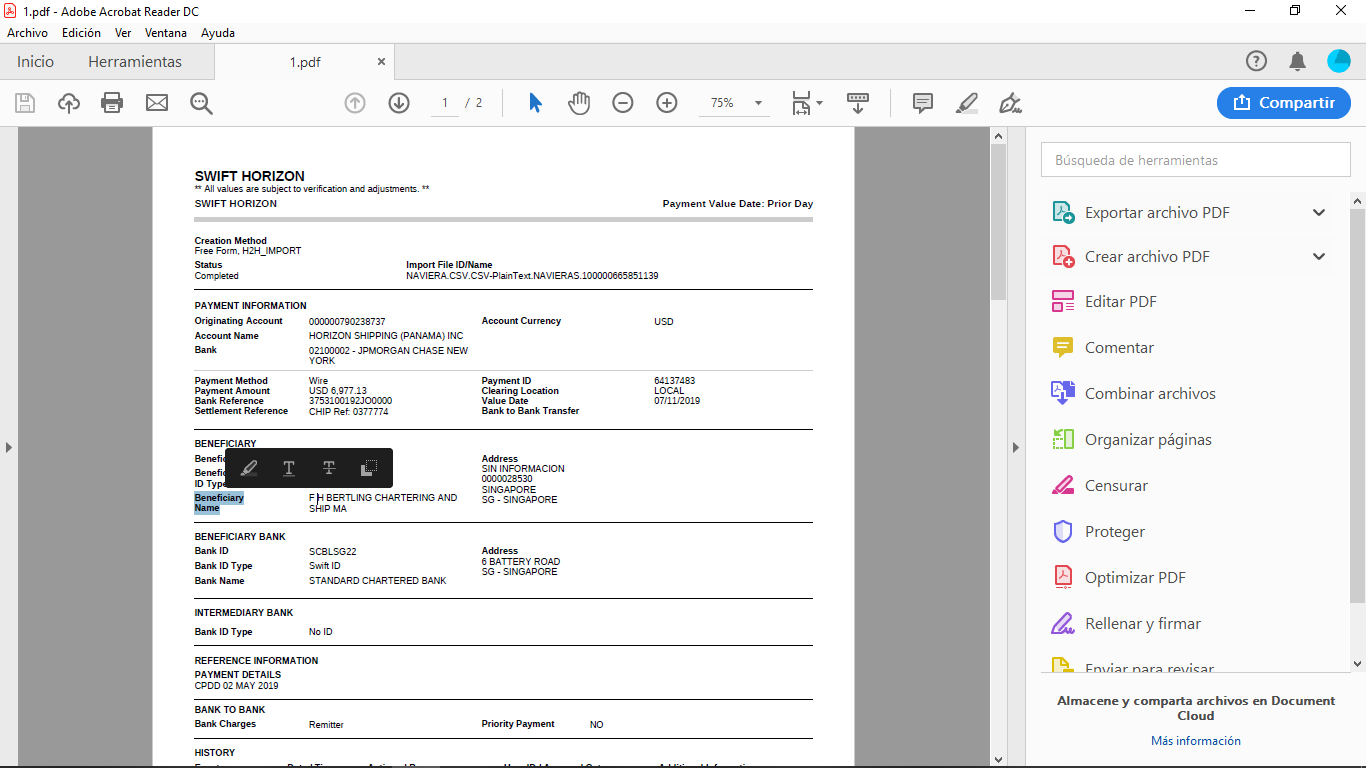 1.pdf - Adobe Acrobat Reader DC
Archivo Edición Ver Ventana Ayuda
Inicio Herramientas 1.pdf
1 / 2 75% Compartir
SWIFT HORIZON
** All values are subject to verification and adjustments. **
SWIFT HORIZON Payment Value Date: Prior Day
Creation Method
Free Form, H2H_IMPORT
Status Import File ID/Name
Completed NAVIERA.CSV.CSV-PlainText.NAVIERAS.100000665851139
PAYMENT INFORMATION
Originating Account 000000790238737 Account Currency USD
Account Name HORIZON SHIPPING (PANAMA) INC
Bank 02100002 - JPMORGAN CHASE NEW
YORK
Payment Method Wire Payment ID 64137483
Payment Amount USD 6,977.13 Clearing Location LOCAL
Bank Reference 3753100192JO0000 Value Date 07/11/2019
Settlement Reference CHIP Ref: 0377774 Bank to Bank Transfer
BENEFICIARY
Address
SIN INFORMACION
0000028530
ID Type
SINGAPORE
Beneficiary F H BERTLING CHARTERING AND SG - SINGAPORE
Name SHIP MA
BENEFICIARY BANK
Bank ID SCBLSG22 Address
Bank ID Type Swift ID 6 BATTERY ROAD
SG - SINGAPORE
Bank Name STANDARD CHARTERED BANK
INTERMEDIARY BANK
Bank ID Type No ID
REFERENCE INFORMATION
PAYMENT DETAILS
CPDD 02 MAY 2019
BANK TO BANK
Bank Charges Remitter Priority Payment NO
HISTORY
Búsqueda de herramientas
Exportar archivo PDF
Crear archivo PDF
Editar PDF
Comentar
Combinar archivos
Organizar páginas
Censurar
Proteger
Optimizar PDF
Rellenar y firmar
Enviar para revisar
Almacene y comparta archivos en Document
Cloud
Más información